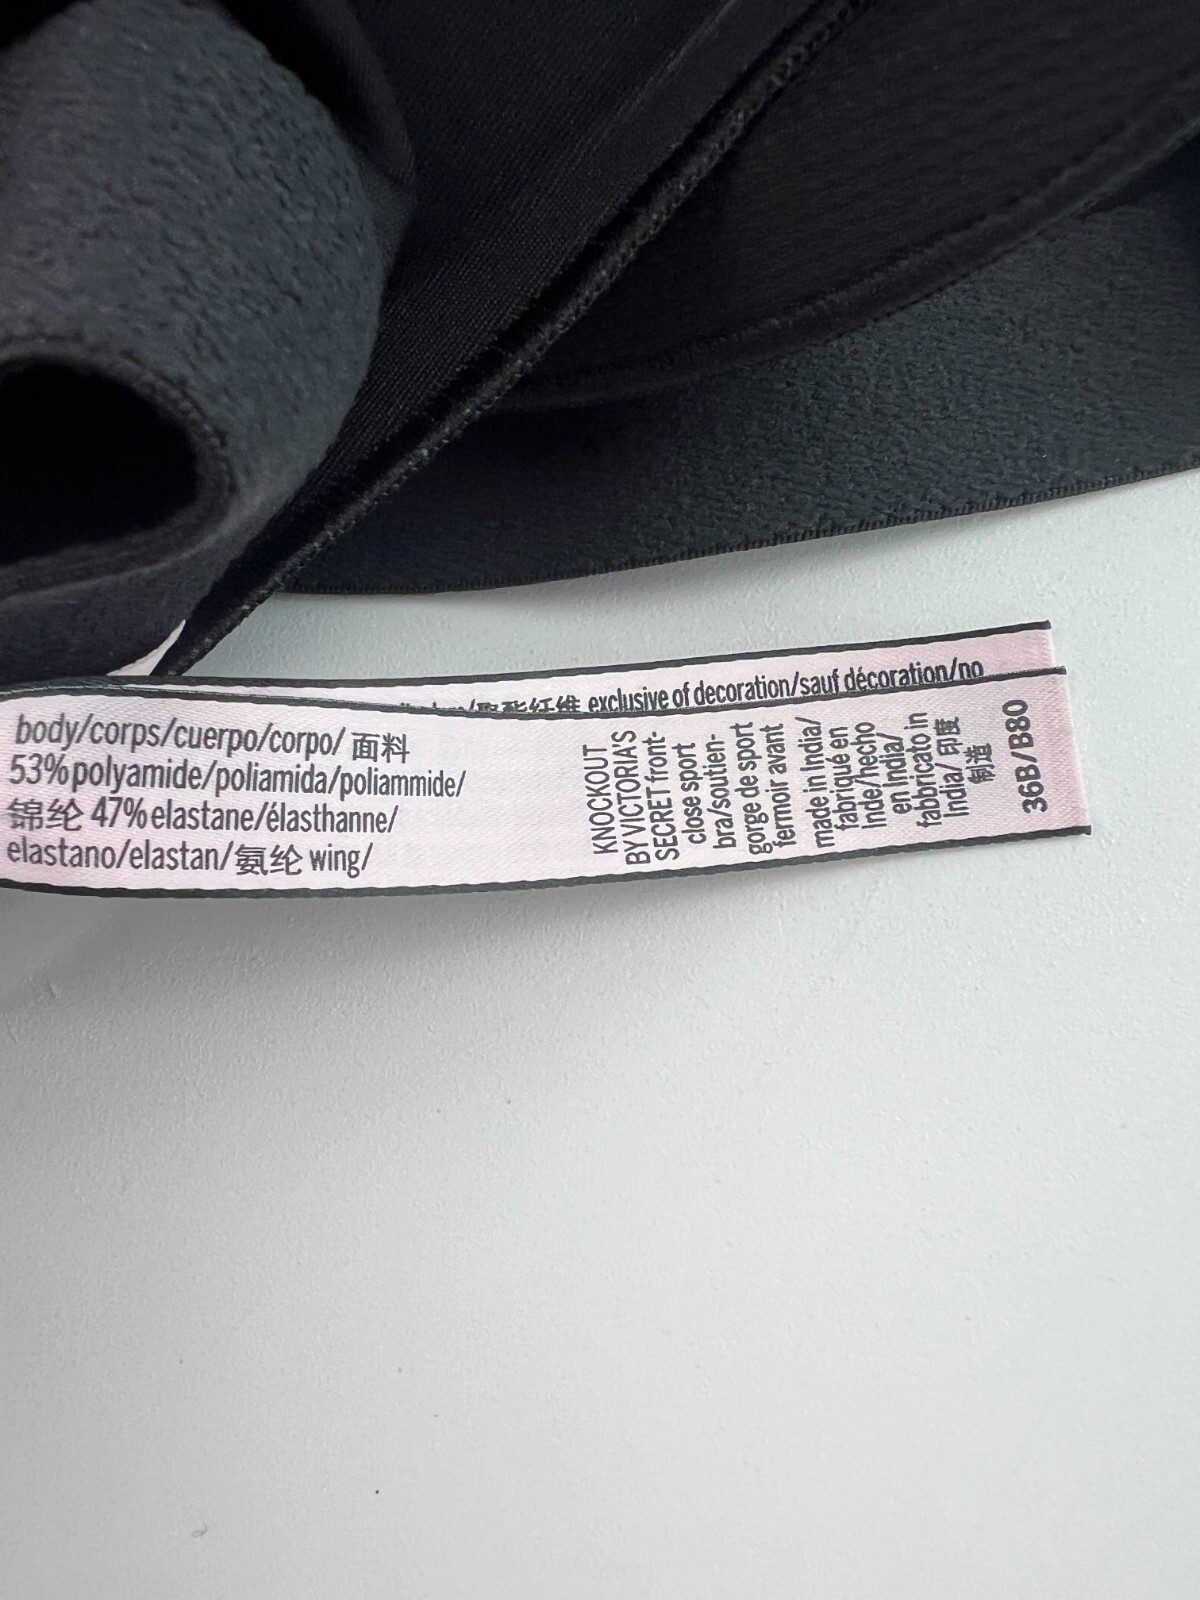 exclusive of decoration/sauf décoration/no
body/corps/cuerpo/corpo/ 面料
53% polyamide/poliamida/poliammide/
锦纶 47% elastane/élasthanne/
elastano/elastan/氨纶 wing/
KNOCKOUT
BY VICTORIA'S
SECRET front-
close sport
bra/soutien-
gorge de sport
fermoir avant
made in India/
fabriqué en
Inde/hecho
en India/
fabbricato in
India/ 印度
制造
36B/B80